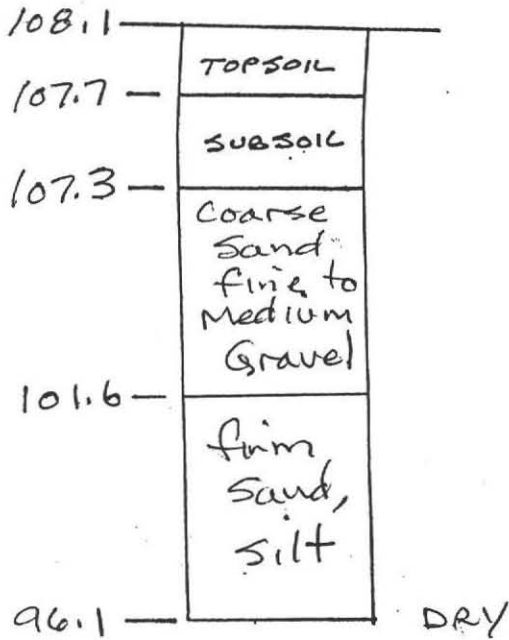 108.1
TOPSOIL
107.7
SUBSOIL
107.3
Coarse
Sand
fine to
Medium
Gravel
101.6
firm
Sand,
silt
96.1 DRY